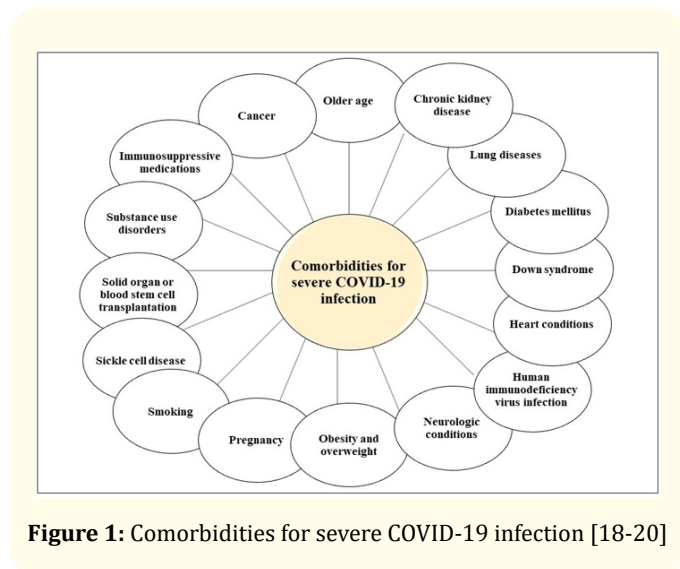 Older age
Chronic kidney
disease
Lung diseases
Diabetes mellitus
Down syndrome
Heart conditions
Human
immunodeficiency
virus infection
Neurologic
conditions
Obesity and
overweight
Pregnancy
Smoking
Sickle cell disease
Solid organ or
blood stem cell
transplantation
Substance use
disorders
Immunosuppressive
medications
Cancer
Comorbidities for
severe COVID-19
infection
Figure 1: Comorbidities for severe COVID-19 infection [18-20]